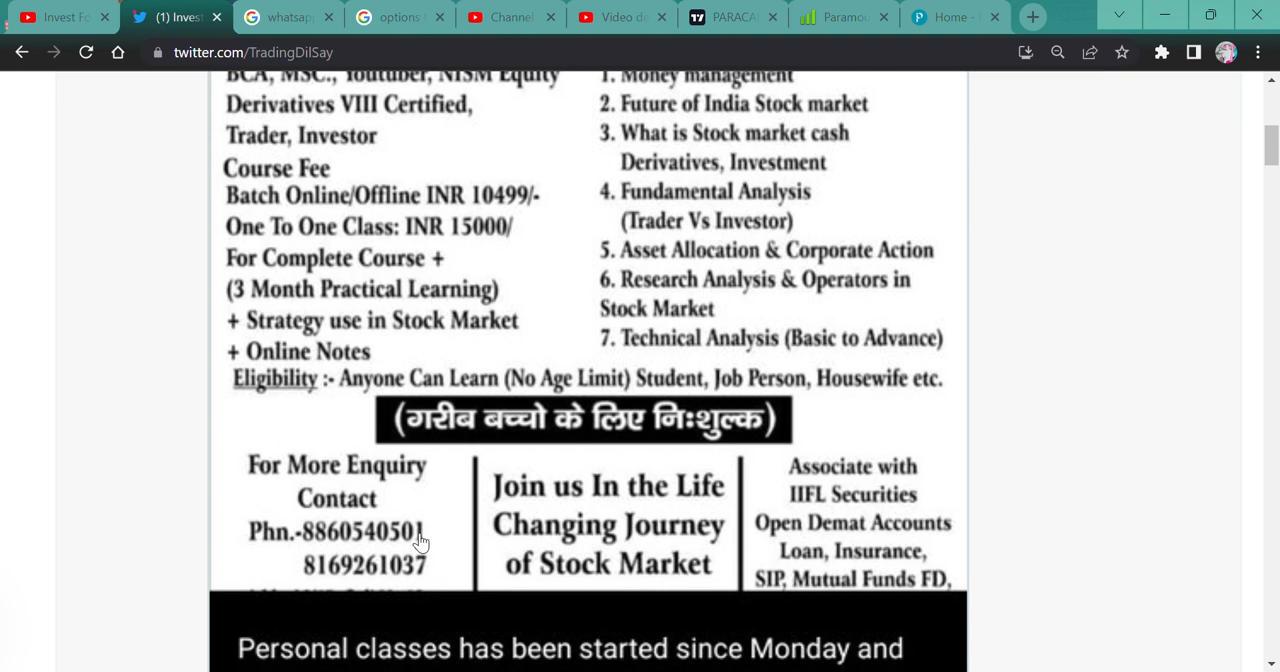 Invest Fo
(1) Invest
whatsapp
options
Channel
Video de
PARACA
Paramou
Home -
twitter.com/TradingDilSay
BCA, MSC., Youtuber, NISM Equity
Derivatives VIII Certified,
Trader, Investor
Course Fee
Batch Online/Offline INR 10499/-
One To One Class: INR 15000/
For Complete Course +
(3 Month Practical Learning)
+ Strategy use in Stock Market
+ Online Notes
1. Money management
2. Future of India Stock market
3. What is Stock market cash
Derivatives, Investment
4. Fundamental Analysis
(Trader Vs Investor)
5. Asset Allocation & Corporate Action
6. Research Analysis & Operators in
Stock Market
7. Technical Analysis (Basic to Advance)
Eligibility :- Anyone Can Learn (No Age Limit) Student, Job Person, Housewife etc.
(गरीब बच्चो के लिए निःशुल्क)
For More Enquiry
Contact
Phn.-8860540501
8169261037
Join us In the Life
Changing Journey
of Stock Market
Associate with
IIFL Securities
Open Demat Accounts
Loan, Insurance,
SIP, Mutual Funds FD,
Personal classes has been started since Monday and